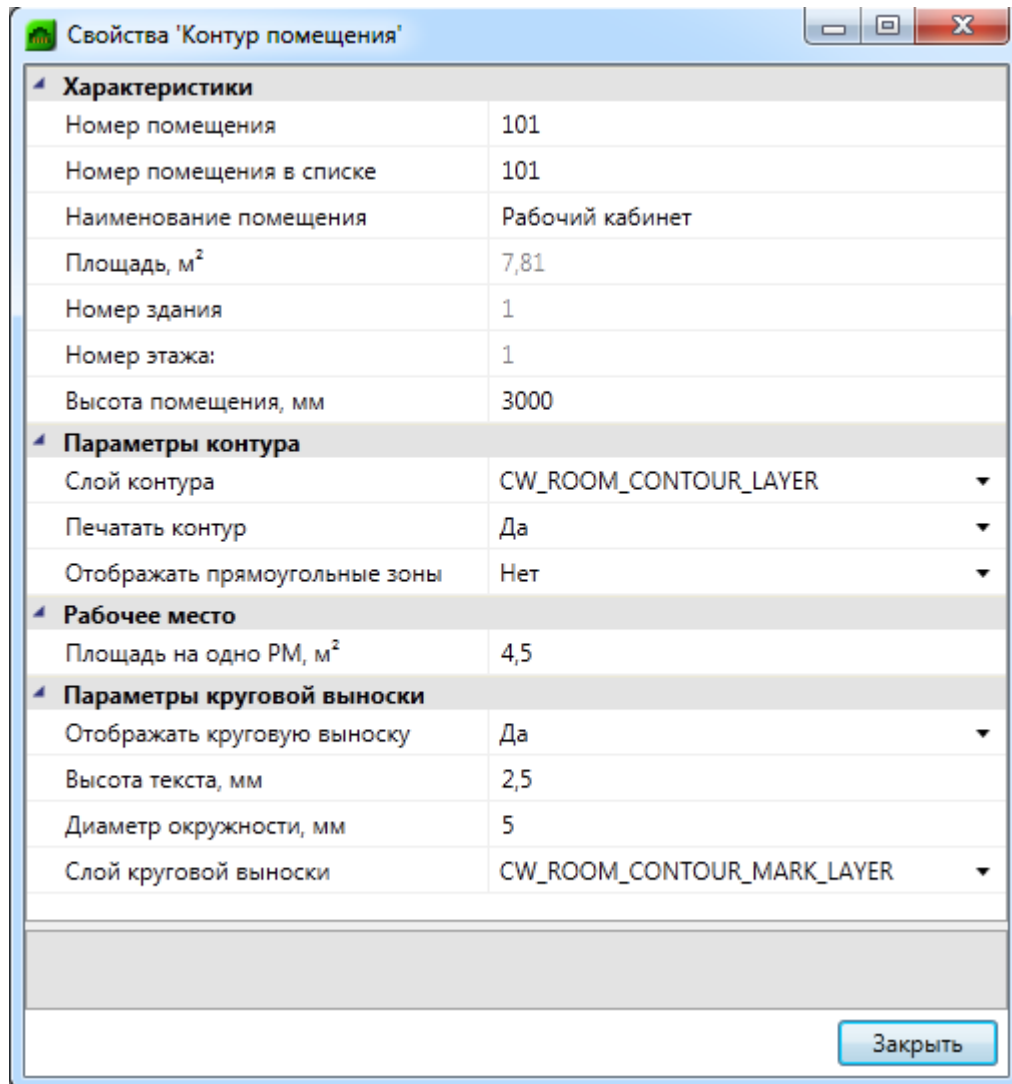 Свойства 'Контур помещения'
Характеристики
Номер помещения 101
Номер помещения в списке 101
Наименование помещения Рабочий кабинет
Площадь, м² 7,81
Номер здания 1
Номер этажа: 1
Высота помещения, мм 3000
Параметры контура
Слой контура CW_ROOM_CONTOUR_LAYER
Печатать контур Да
Отображать прямоугольные зоны Нет
Рабочее место
Площадь на одно РМ, м² 4,5
Параметры круговой выноски
Отображать круговую выноску Да
Высота текста, мм 2,5
Диаметр окружности, мм 5
Слой круговой выноски CW_ROOM_CONTOUR_MARK_LAYER
Закрыть